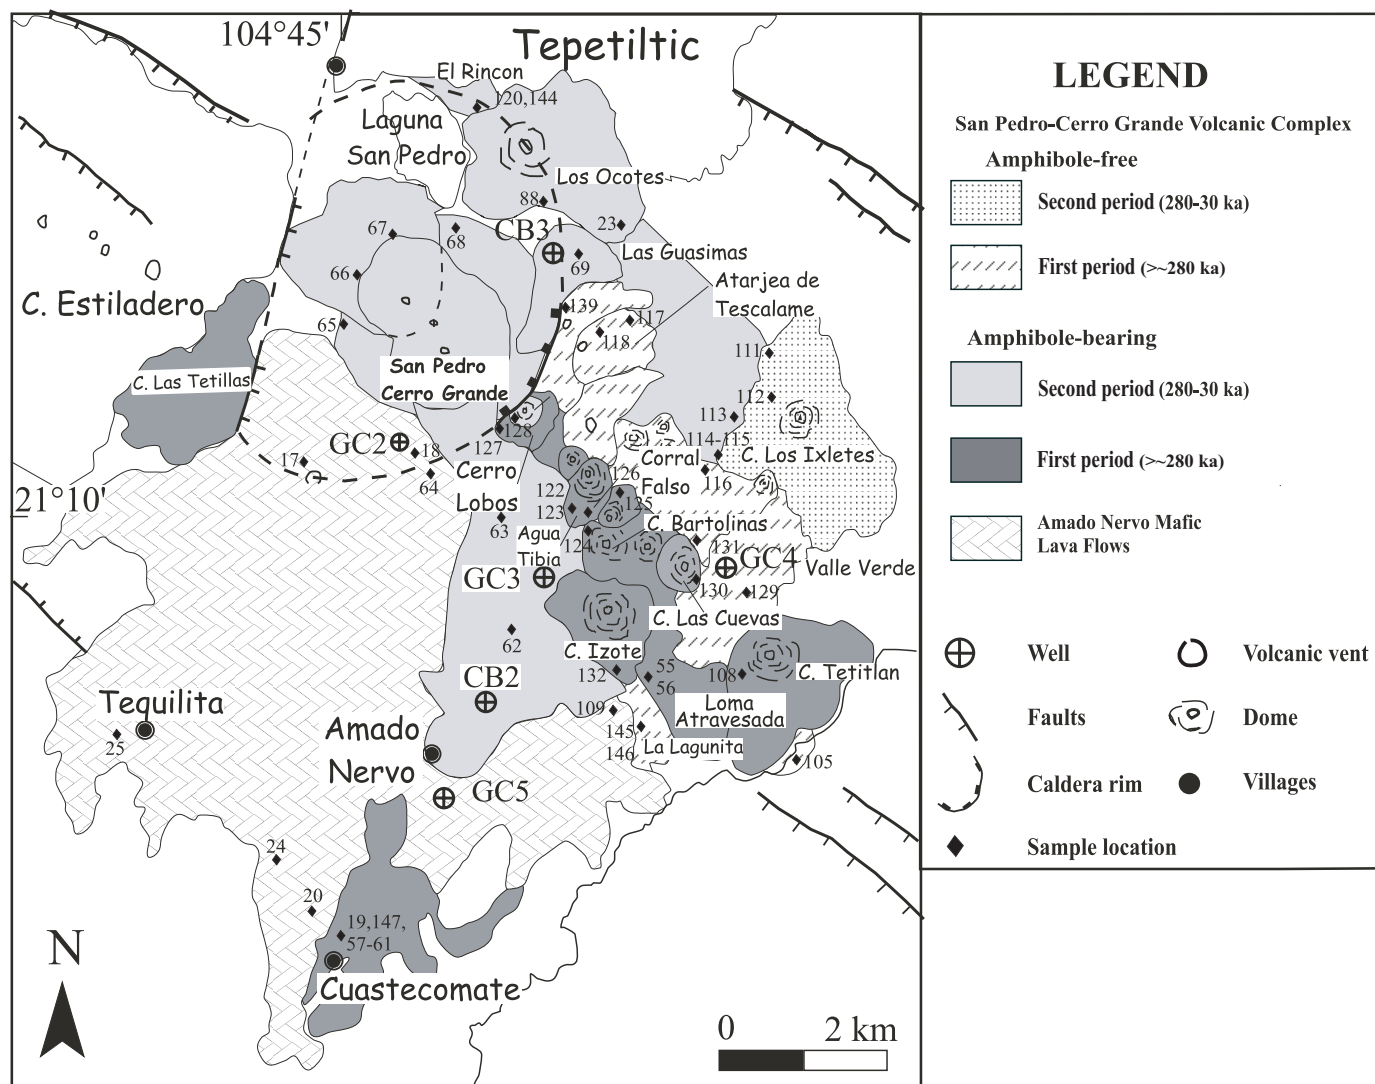 104°45'
Tepetiltic
El Rincon
120,144
Laguna
San Pedro
Los Ocotes
88
23
67
68
CB3
Las Guasimas
69
66
Atarjea de
Tescalame
C. Estiladero
139
117
65
118
111
San Pedro
Cerro Grande
C. Las Tetillas
112
113
128
127
GC2
18
114-115
C. Los Ixletes
17
Cerro
Lobos
Corral
Falso
126
116
64
122
125
21°10'
123
63
C. Bartolinas
Agua
Tibia
124
131
GC4
Valle Verde
GC3
130
129
C. Las Cuevas
62
C. Izote
55
56
132
108
C. Tetitlan
CB2
Loma
Atravesada
Tequilita
109
25
Amado
Nervo
145
146
La Lagunita
105
GC5
24
20
19,147,
57-61
Cuastecomate
N
0 2 km
LEGEND
San Pedro-Cerro Grande Volcanic Complex
Amphibole-free
Second period (280-30 ka)
First period (>~280 ka)
Amphibole-bearing
Second period (280-30 ka)
First period (>~280 ka)
Amado Nervo Mafic
Lava Flows
Well
Volcanic vent
Faults
Dome
Caldera rim
Villages
Sample location